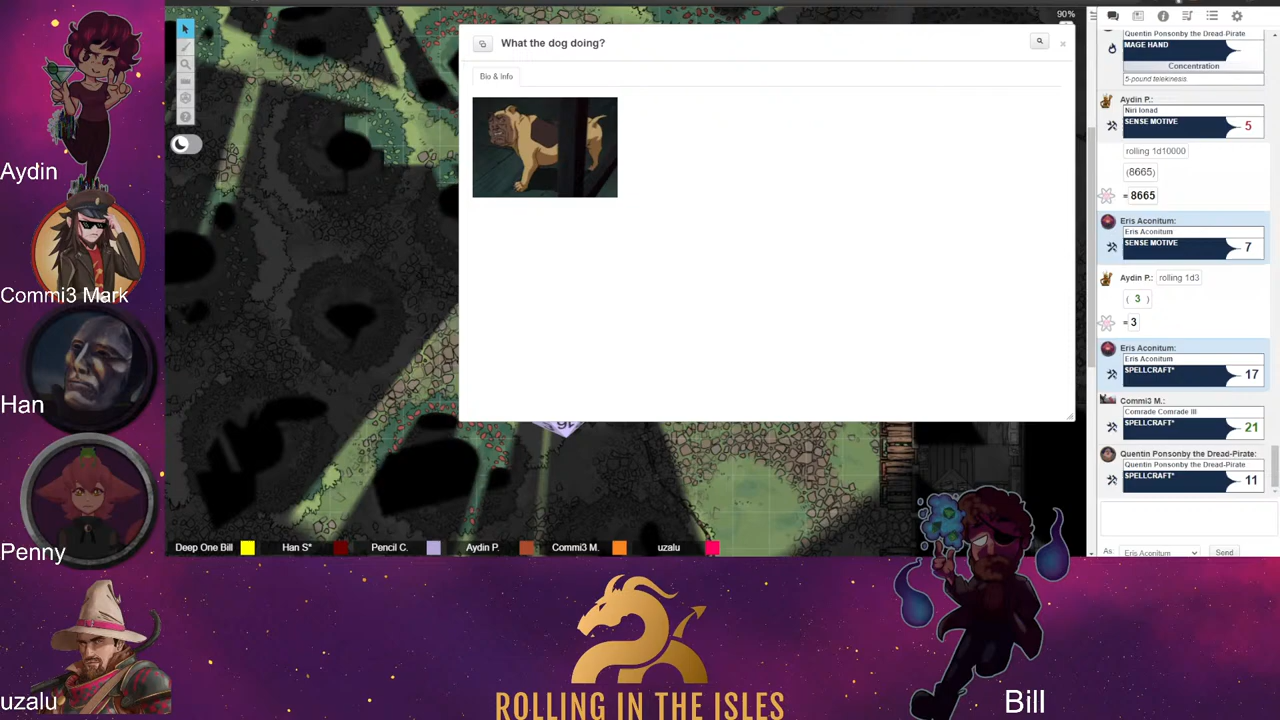 Aydin
Commi3 Mark
Han
Penny
uzalu
90%
What the dog doing?
Bio & Info
Deep One Bill
Han S*
Pencil C.
Aydin P.
Commi3 M.
uzalu
Quentin Ponsonby the Dread-Pirate
MAGE HAND
Concentration
5-pound telekinesis
Aydin P.:
Niri Ionad
SENSE MOTIVE
5
rolling 1d10000
(8665)
= 8665
Eris Aconitum:
Eris Aconitum
SENSE MOTIVE
7
Aydin P.: rolling 1d3
( 3 )
= 3
Eris Aconitum:
Eris Aconitum
SPELLCRAFT*
17
Commi3 M.:
Comrade Comrade III
SPELLCRAFT*
21
Quentin Ponsonby the Dread-Pirate:
Quentin Ponsonby the Dread-Pirate
SPELLCRAFT*
11
As: Eris Aconitum
Send
ROLLING IN THE ISLES
Bill